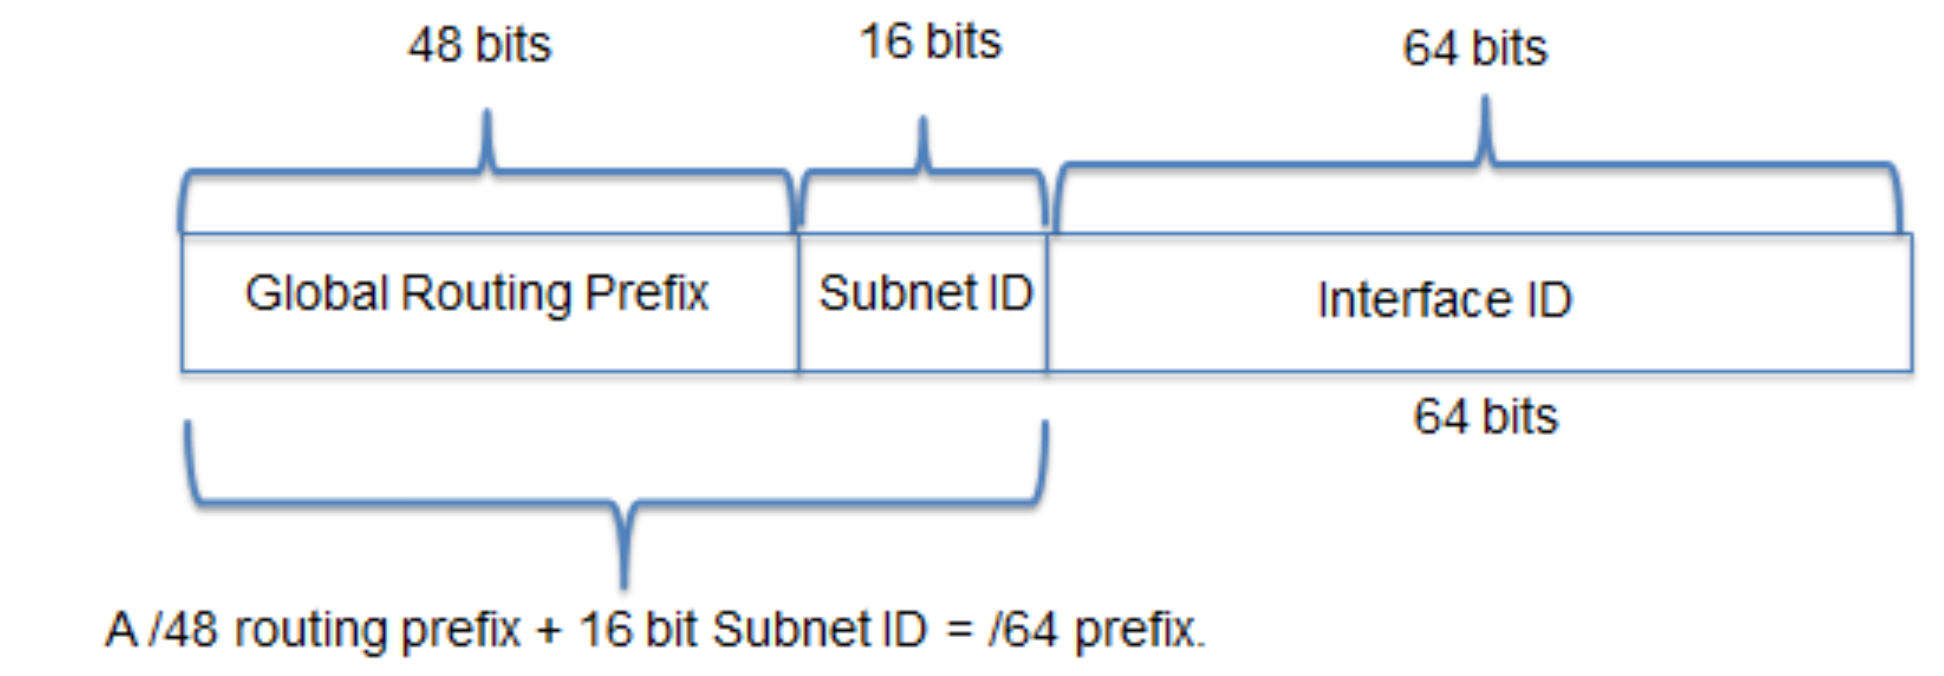 48 bits
16 bits
64 bits
Global Routing Prefix
Subnet ID
Interface ID
64 bits
A /48 routing prefix + 16 bit Subnet ID = /64 prefix.